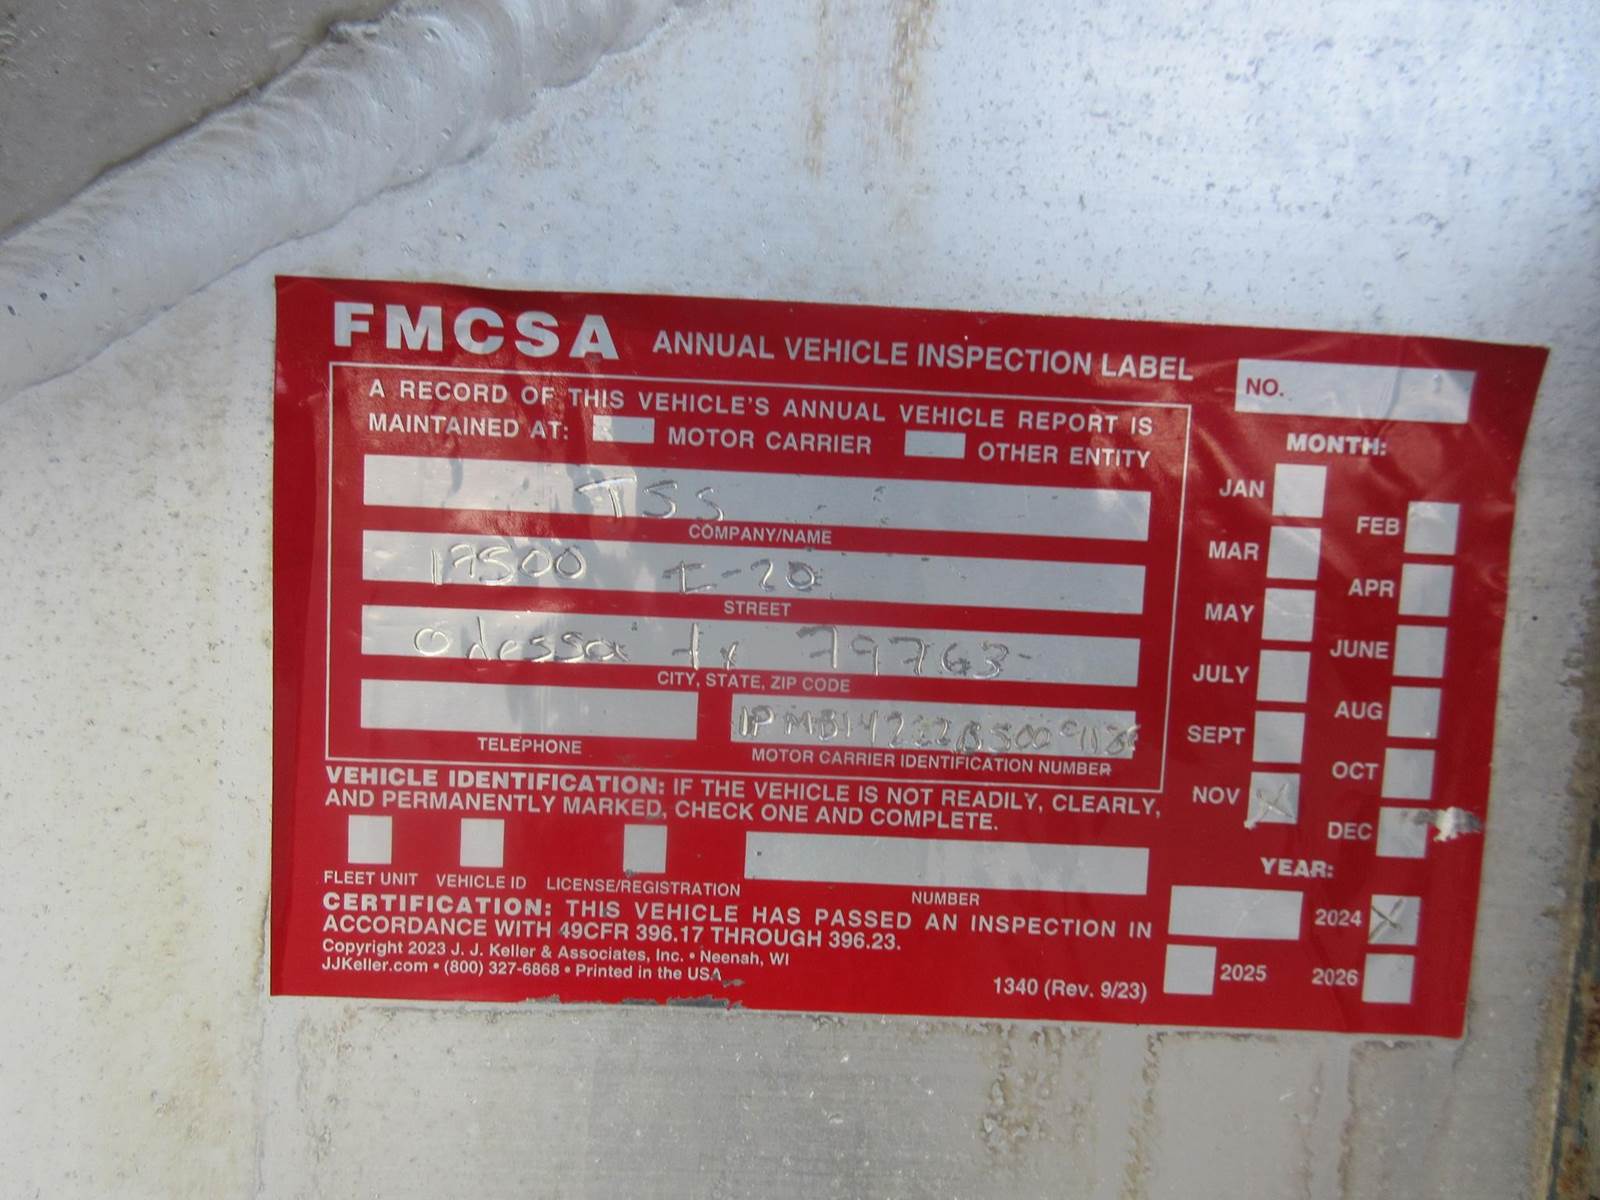 FMCSA ANNUAL VEHICLE INSPECTION LABEL
NO.
A RECORD OF THIS VEHICLE'S ANNUAL VEHICLE REPORT IS
MAINTAINED AT: MOTOR CARRIER OTHER ENTITY
TSS
COMPANY/NAME
17500 I-20
STREET
Odessa tx 79763
CITY, STATE, ZIP CODE
TELEPHONE
MOTOR CARRIER IDENTIFICATION NUMBER
VEHICLE IDENTIFICATION: IF THE VEHICLE IS NOT READILY, CLEARLY,
AND PERMANENTLY MARKED, CHECK ONE AND COMPLETE.
FLEET UNIT VEHICLE ID LICENSE/REGISTRATION
NUMBER
CERTIFICATION: THIS VEHICLE HAS PASSED AN INSPECTION IN
ACCORDANCE WITH 49CFR 396.17 THROUGH 396.23.
Copyright 2023 J. J. Keller & Associates, Inc. • Neenah, WI
JJKeller.com • (800) 327-6868 • Printed in the USA
1340 (Rev. 9/23)
MONTH:
JAN
FEB
MAR
APR
MAY
JUNE
JULY
AUG
SEPT
OCT
NOV X
DEC
YEAR:
2024 X
2025 2026